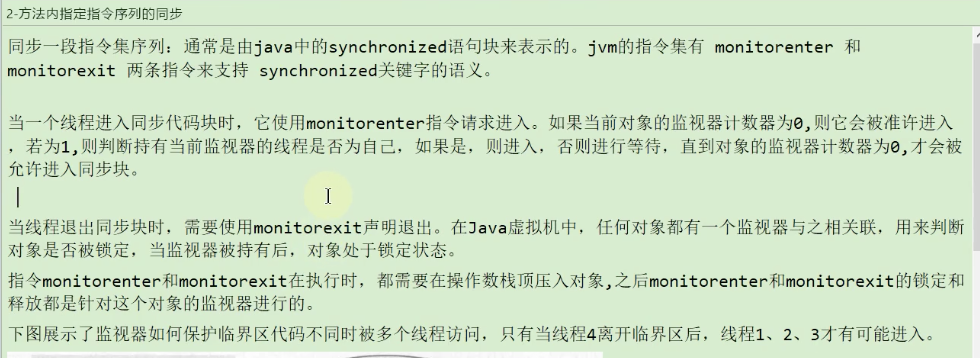 2-方法内指定指令序列的同步
同步一段指令集序列：通常是由java中的synchronized语句块来表示的。jvm的指令集有 monitorenter 和
monitorexit 两条指令来支持 synchronized关键字的语义。
当一个线程进入同步代码块时，它使用monitorenter指令请求进入。如果当前对象的监视器计数器为0,则它会被准许进入
，若为1,则判断持有当前监视器的线程是否为自己，如果是，则进入，否则进行等待，直到对象的监视器计数器为0,才会被
允许进入同步块。
当线程退出同步块时，需要使用monitorexit声明退出。在Java虚拟机中，任何对象都有一个监视器与之相关联，用来判断
对象是否被锁定，当监视器被持有后，对象处于锁定状态。
指令monitorenter和monitorexit在执行时，都需要在操作数栈顶压入对象,之后monitorenter和monitorexit的锁定和
释放都是针对这个对象的监视器进行的。
下图展示了监视器如何保护临界区代码不同时被多个线程访问，只有当线程4离开临界区后，线程1、2、3才有可能进入。